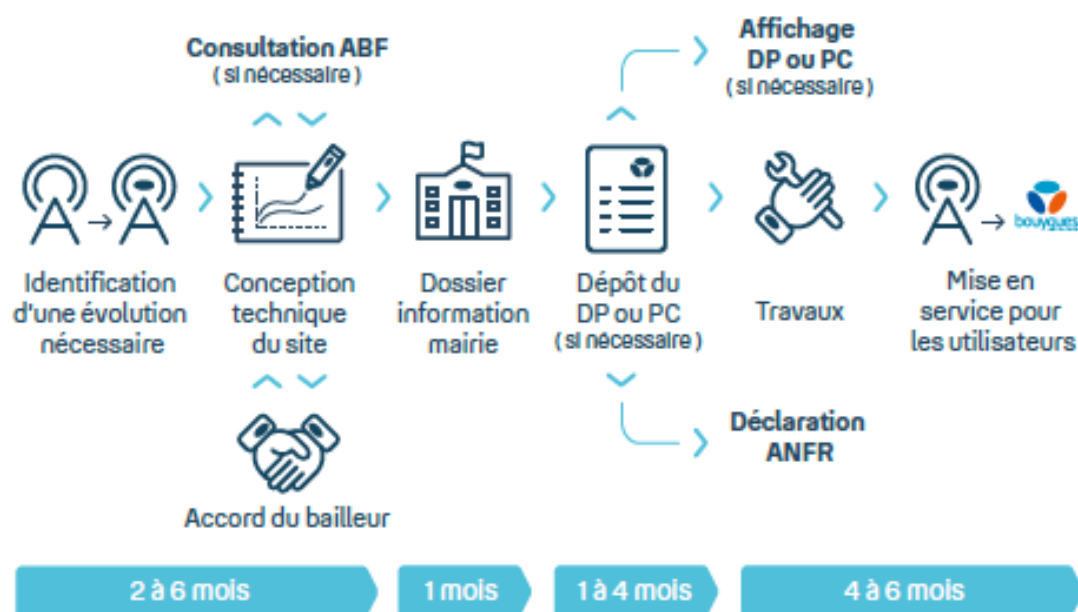 Consultation ABF
( si nécessaire )
Affichage
DP ou PC
( si nécessaire )
Identification
d'une évolution
nécessaire
Conception
technique
du site
Dossier
information
mairie
Dépôt du
DP ou PC
( si nécessaire )
Travaux
bouygues
Mise en
service pour
les utilisateurs
Accord du bailleur
Déclaration
ANFR
2 à 6 mois
1 mois
1 à 4 mois
4 à 6 mois